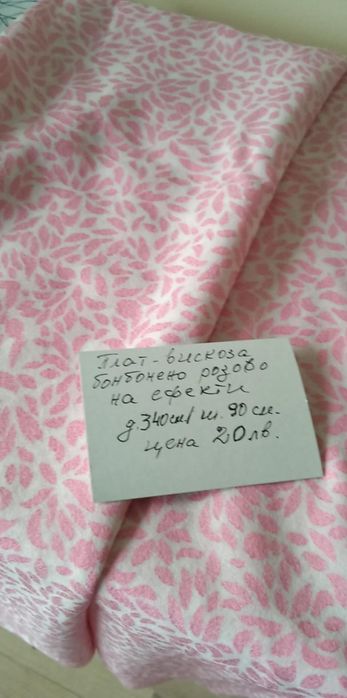 Плат-вискоза
бонбонено розово
на ефекти
д.340см/ш.90см.
цена 20лв.